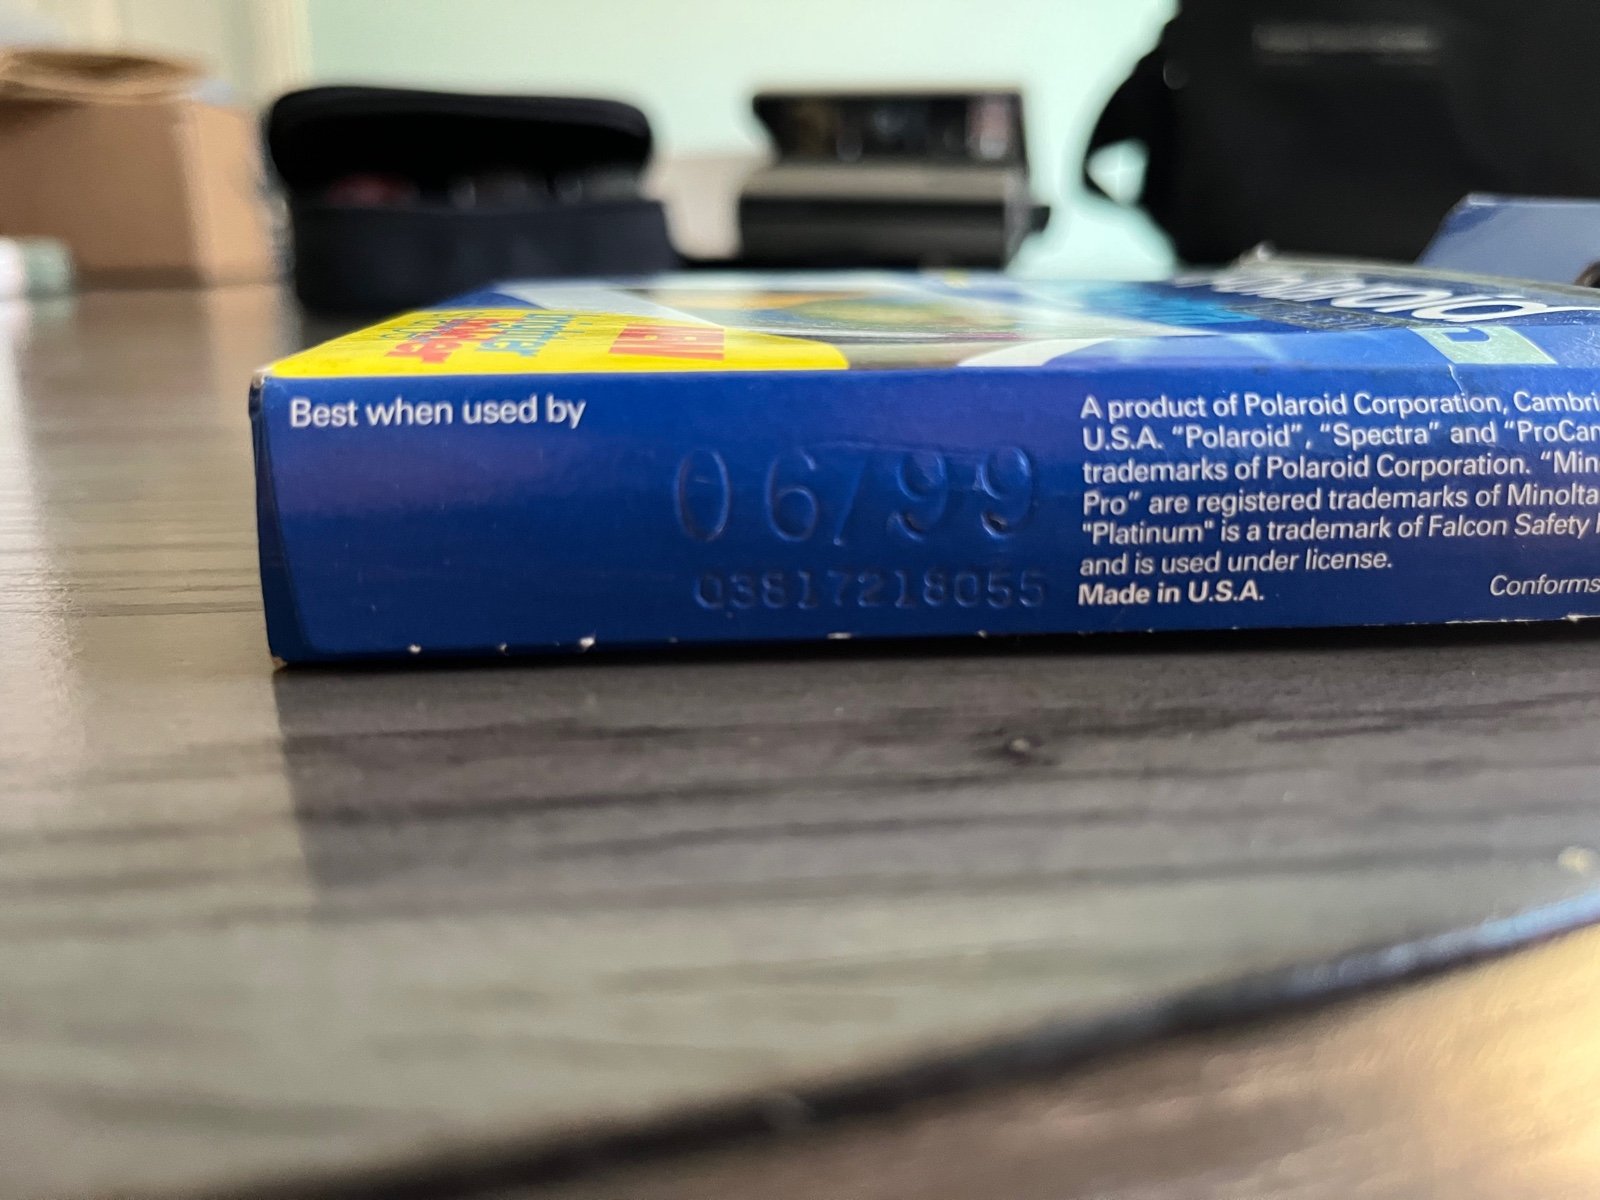 Polaroid
NEW
Best when used by
06/99
03817218055
A product of Polaroid Corporation, Cambri
U.S.A. “Polaroid”, “Spectra” and “ProCam
trademarks of Polaroid Corporation. “Min
Pro” are registered trademarks of Minolta
"Platinum" is a trademark of Falcon Safety
and is used under license.
Made in U.S.A.
Conforms